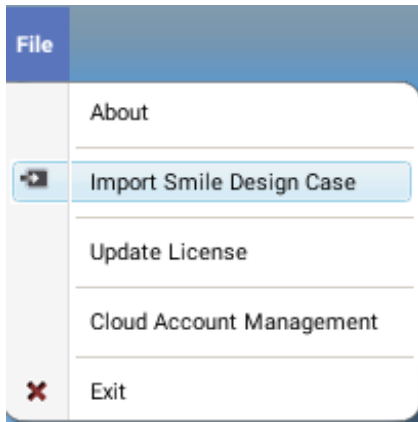 File
About
Import Smile Design Case
Update License
Cloud Account Management
Exit